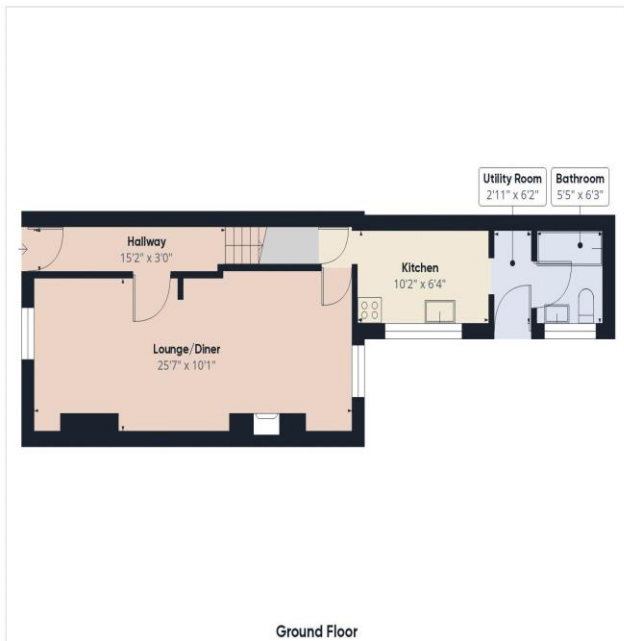 Utility Room
2'11" x 6'2"
Bathroom
5'5" x 6'3"
Hallway
15'2" x 3'0"
Kitchen
10'2" x 6'4"
Lounge/Diner
25'7" x 10'1"
Ground Floor